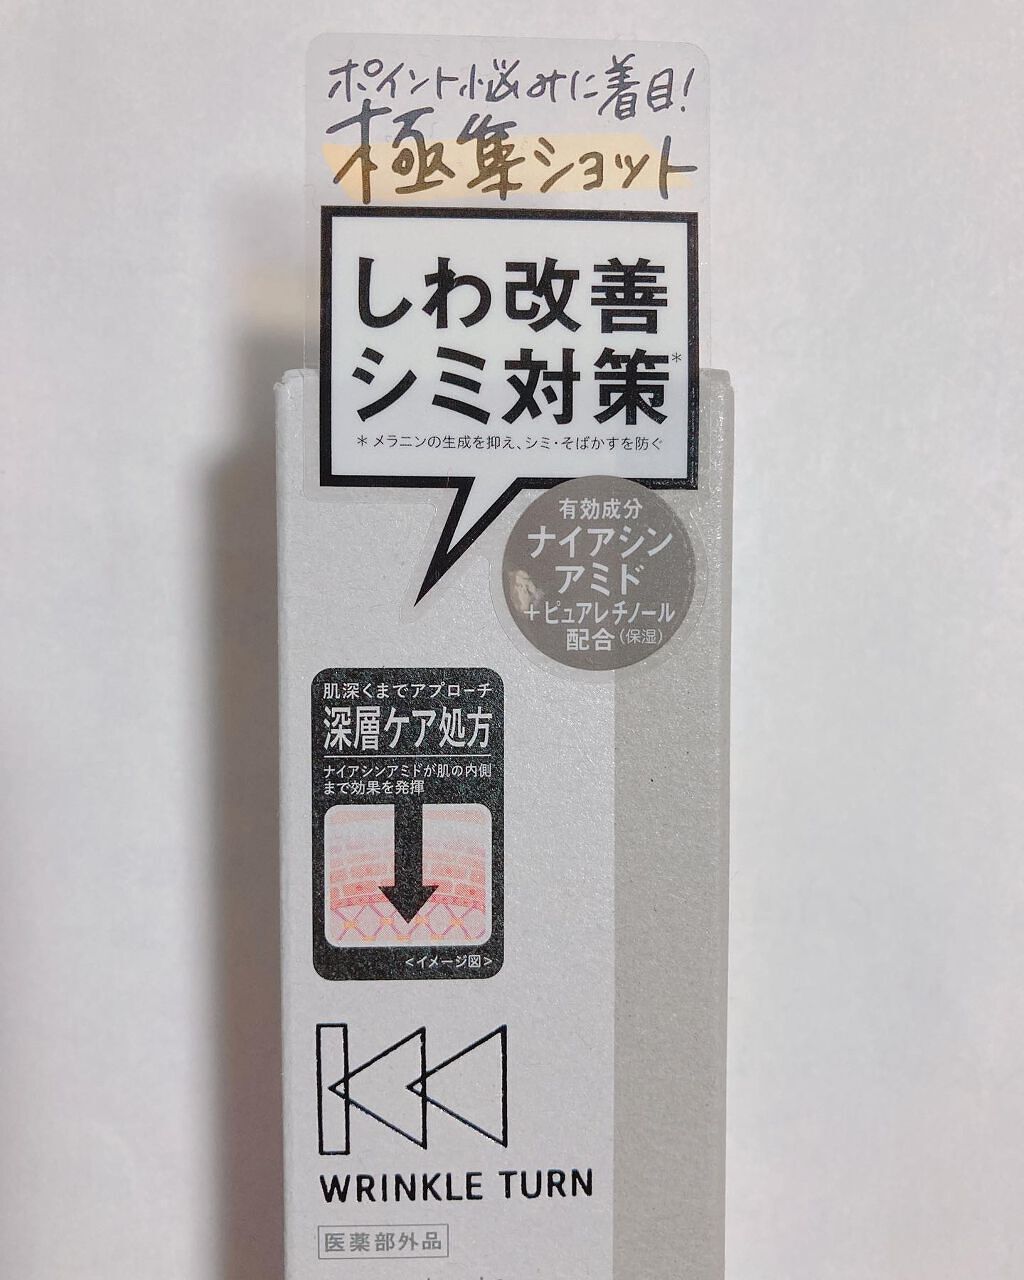 ポイント悩みに着目!
極集ショット
しわ改善
シミ対策*
*メラニンの生成を抑え、シミ・そばかすを防ぐ
有効成分
ナイアシン
アミド
+ピュアレチノール
配合(保湿)
肌深くまでアプローチ
深層ケア処方
ナイアシンアミドが肌の内側
まで効果を発揮
<イメージ図>
WRINKLE TURN
医薬部外品